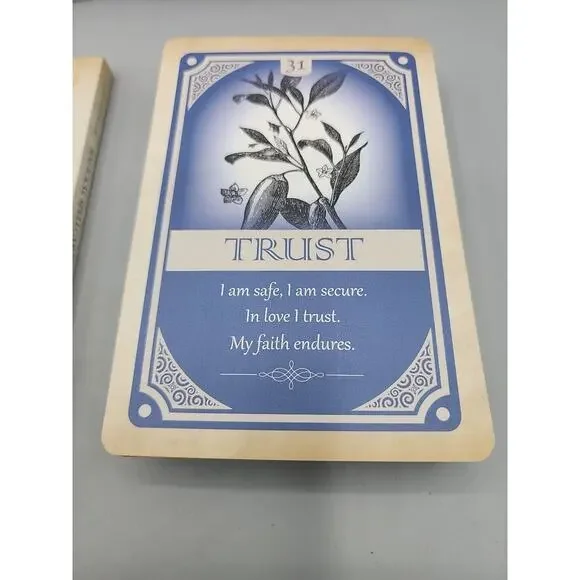 31
TRUST
I am safe, I am secure.
In love I trust.
My faith endures.